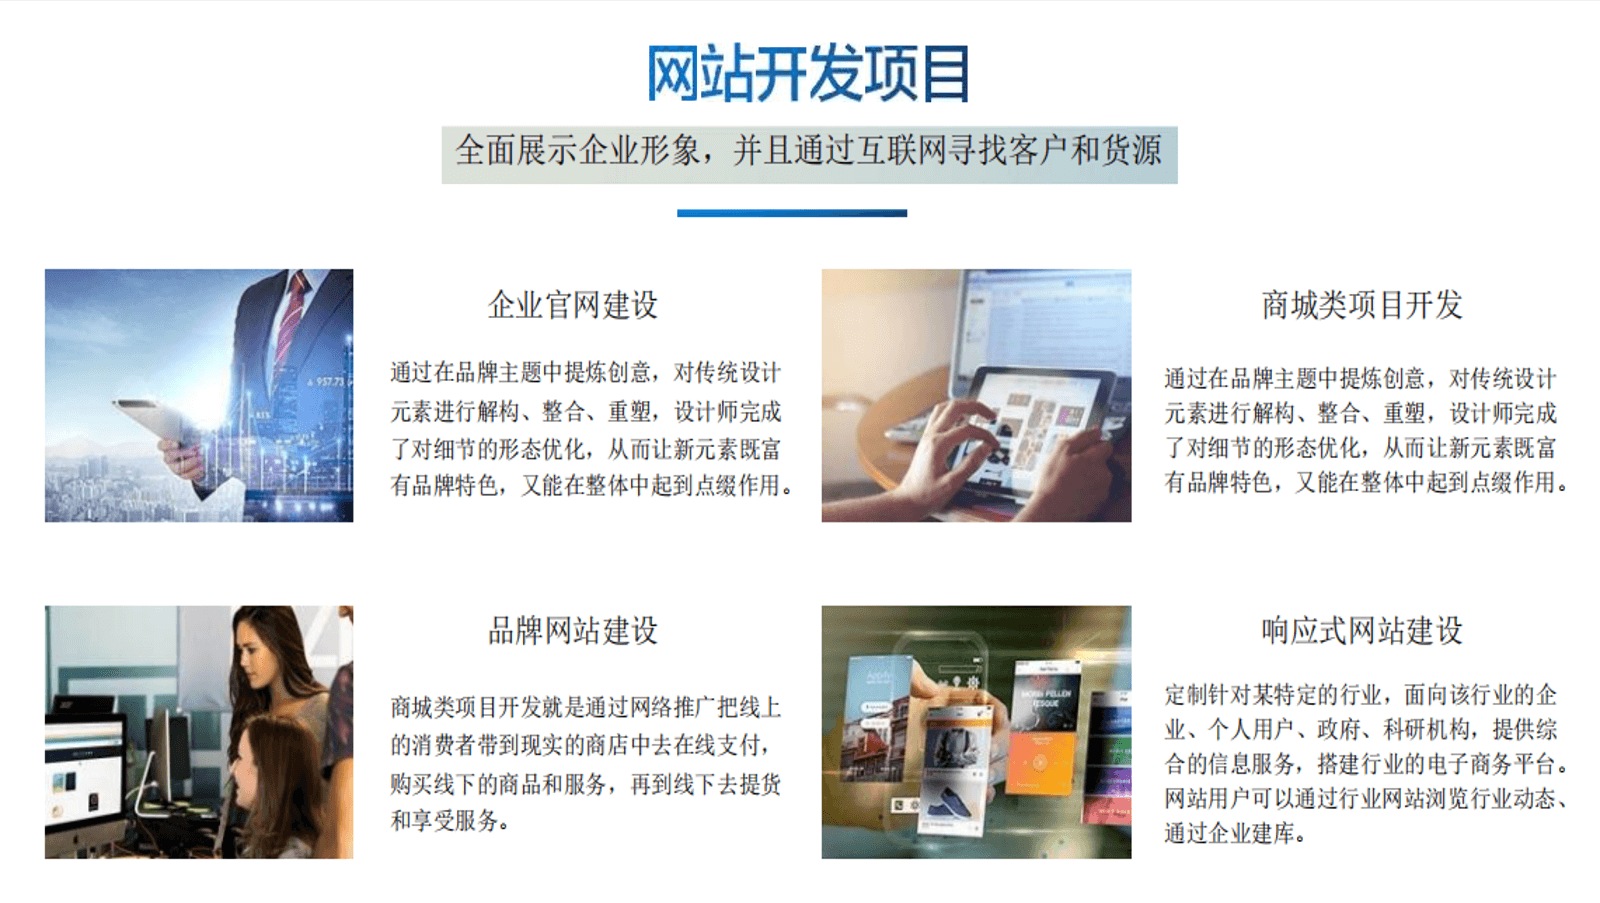 网站开发项目
全面展示企业形象，并且通过互联网寻找客户和货源
企业官网建设
通过在品牌主题中提炼创意，对传统设计
元素进行解构、整合、重塑，设计师完成
了对细节的形态优化，从而让新元素既富
有品牌特色，又能在整体中起到点缀作用。
957.73
商城类项目开发
通过在品牌主题中提炼创意，对传统设计
元素进行解构、整合、重塑，设计师完成
了对细节的形态优化，从而让新元素既富
有品牌特色，又能在整体中起到点缀作用。
品牌网站建设
商城类项目开发就是通过网络推广把线上
的消费者带到现实的商店中去在线支付，
购买线下的商品和服务，再到线下去提货
和享受服务。
响应式网站建设
定制针对某特定的行业，面向该行业的企
业、个人用户、政府、科研机构，提供综
合的信息服务，搭建行业的电子商务平台。
网站用户可以通过行业网站浏览行业动态、
通过企业建库。